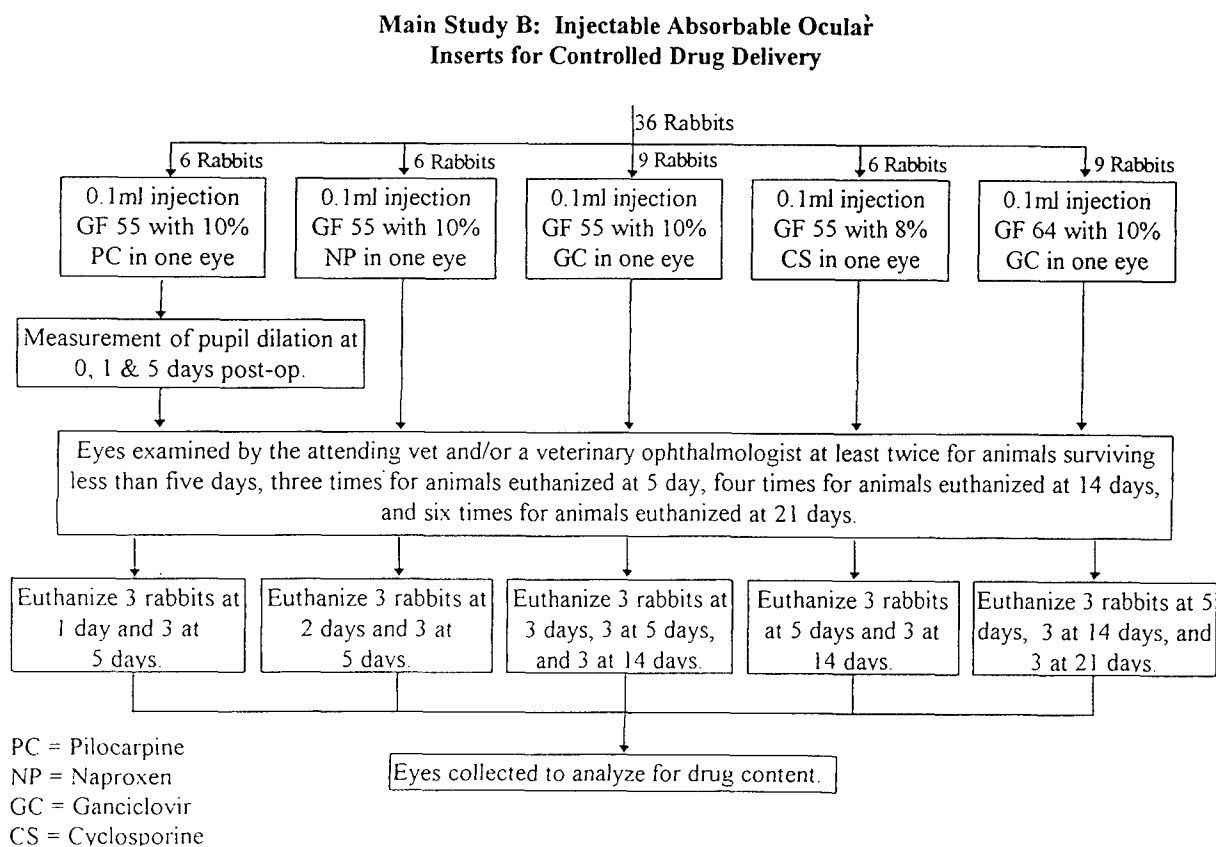 Main Study B: Injectable Absorbable Ocular
Inserts for Controlled Drug Delivery
36 Rabbits
6 Rabbits
6 Rabbits
9 Rabbits
6 Rabbits
9 Rabbits
0.1ml injection
GF 55 with 10%
PC in one eye
0.1ml injection
GF 55 with 10%
NP in one eye
0.1ml injection
GF 55 with 10%
GC in one eye
0.1ml injection
GF 55 with 8%
CS in one eye
0.1ml injection
GF 64 with 10%
GC in one eye
Measurement of pupil dilation at
0, 1 & 5 days post-op.
Eyes examined by the attending vet and/or a veterinary ophthalmologist at least twice for animals surviving
less than five days, three times for animals euthanized at 5 day, four times for animals euthanized at 14 days,
and six times for animals euthanized at 21 days.
Euthanize 3 rabbits at
1 day and 3 at
5 days.
Euthanize 3 rabbits at
2 days and 3 at
5 days.
Euthanize 3 rabbits at
3 days, 3 at 5 days,
and 3 at 14 days.
Euthanize 3 rabbits
at 5 days and 3 at
14 days.
Euthanize 3 rabbits at 5
days, 3 at 14 days, and
3 at 21 days.
Eyes collected to analyze for drug content.
PC = Pilocarpine
NP = Naproxen
GC = Ganciclovir
CS = Cyclosporine